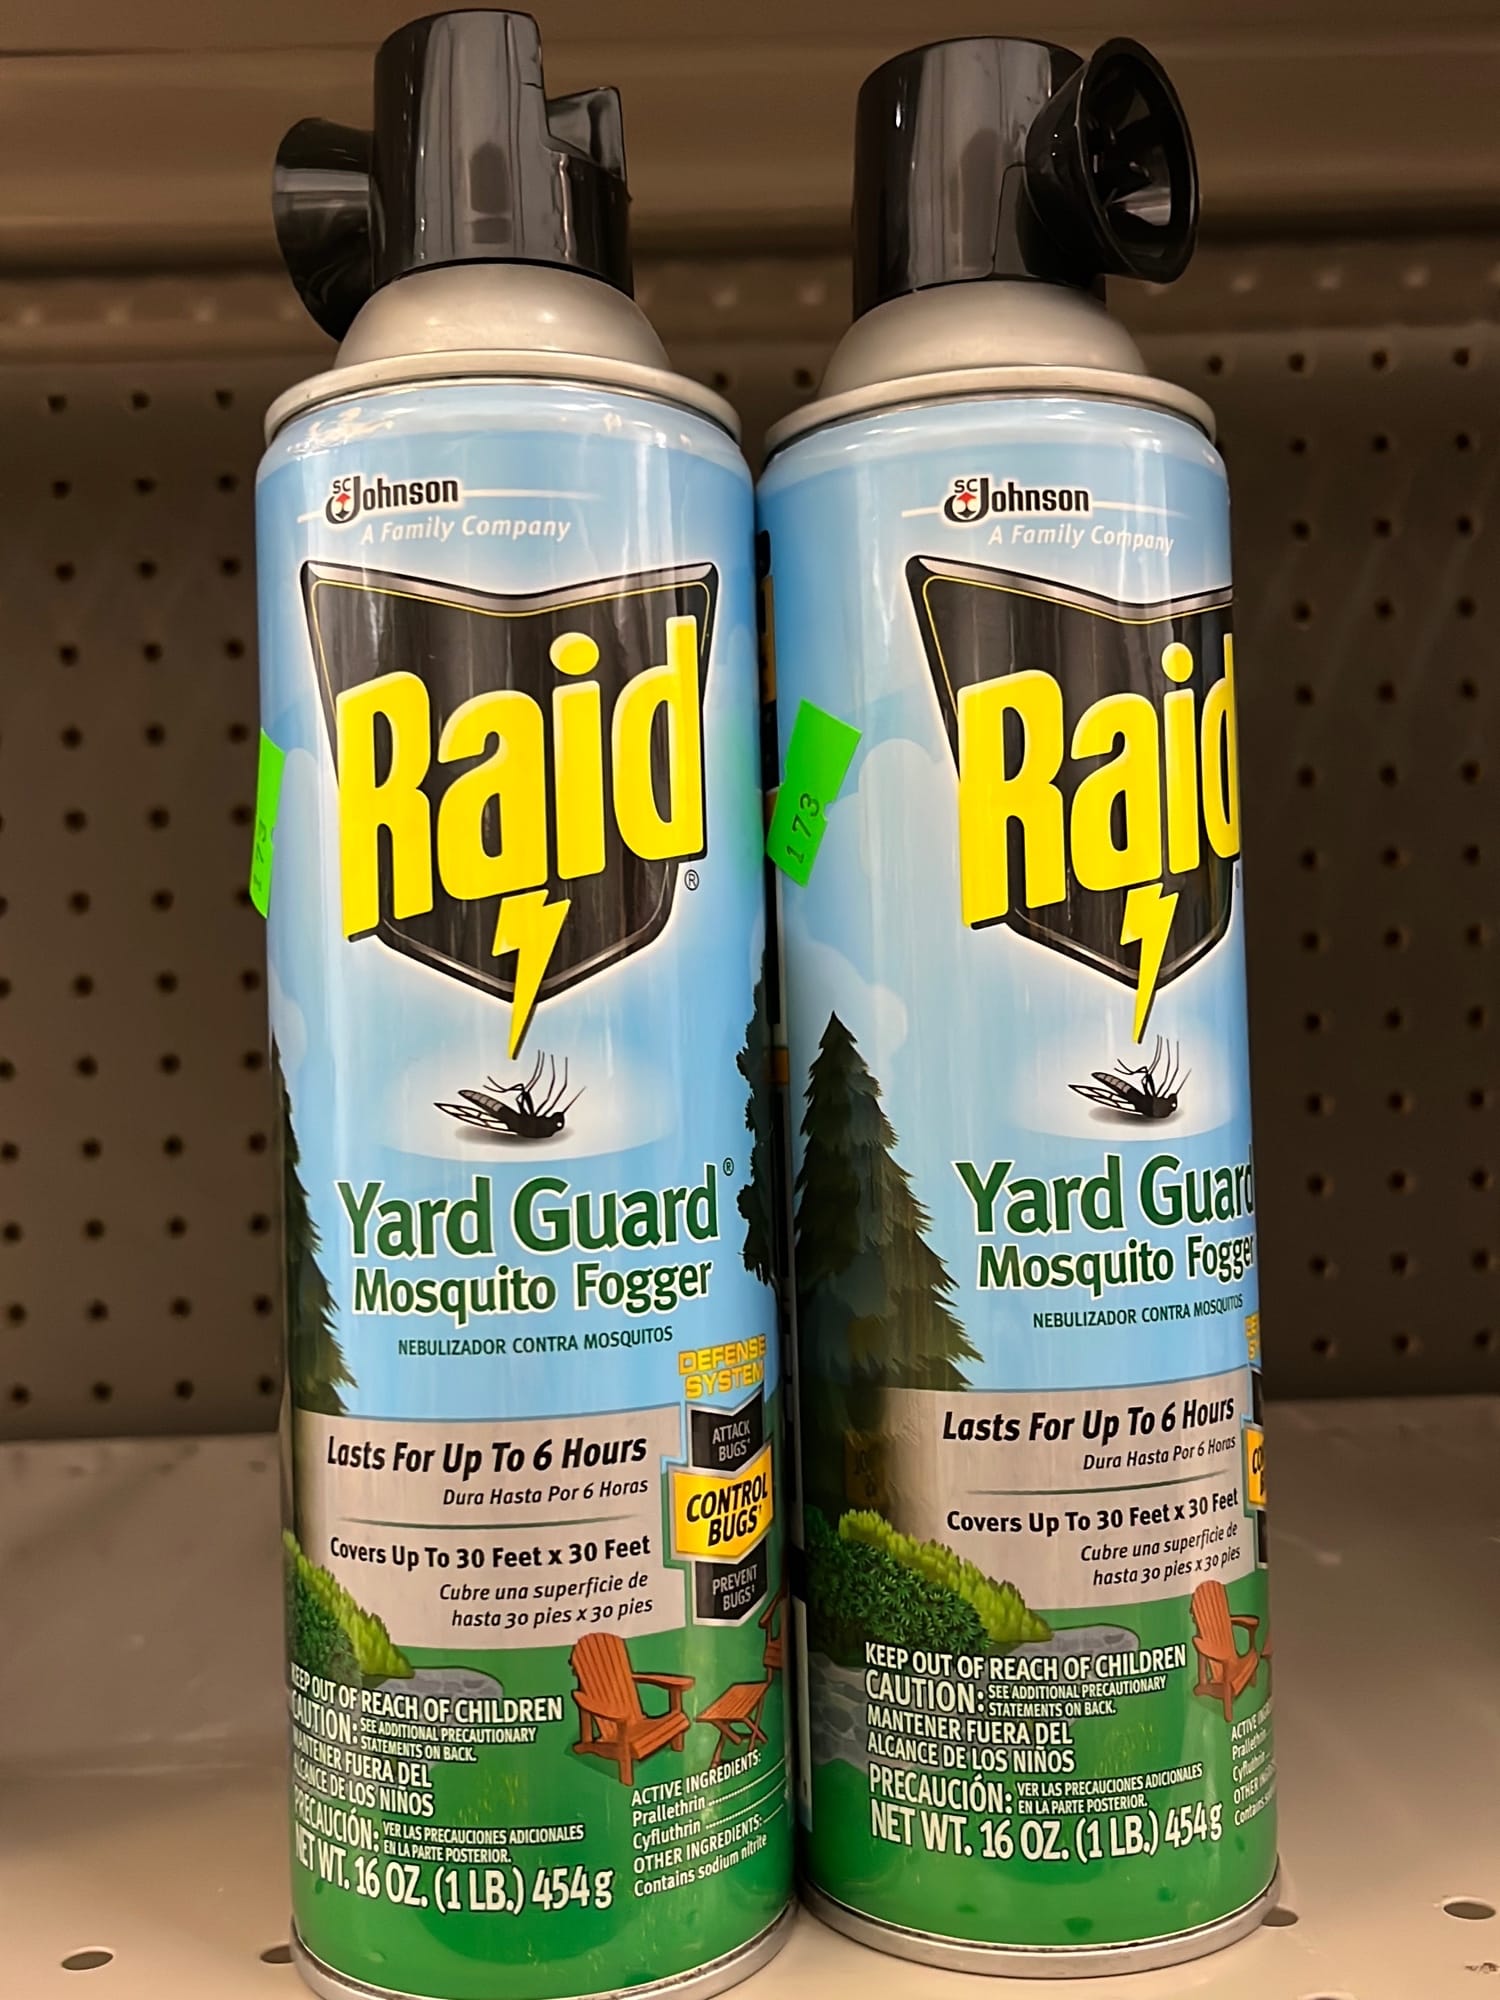 SC Johnson
A Family Company
Raid®
Yard Guard®
Mosquito Fogger
NEBULIZADOR CONTRA MOSQUITOS
DEFENSE
SYSTEM
ATTACK
BUGS
CONTROL
BUGS
PREVENT
BUGS
Lasts For Up To 6 Hours
Dura Hasta Por 6 Horas
Covers Up To 30 Feet x 30 Feet
Cubre una superficie de
hasta 30 pies x 30 pies
KEEP OUT OF REACH OF CHILDREN
CAUTION: SEE ADDITIONAL PRECAUTIONARY
STATEMENTS ON BACK.
MANTENER FUERA DEL
ALCANCE DE LOS NIÑOS
PRECAUCIÓN: VER LAS PRECAUCIONES ADICIONALES
EN LA PARTE POSTERIOR.
NET WT. 16 OZ. (1 LB.) 454g
ACTIVE INGREDIENTS:
Prallethrin
Cyfluthrin
OTHER INGREDIENTS:
Contains sodium nitrite
173
SC Johnson
A Family Company
Raid
Yard Guard
Mosquito Fogger
NEBULIZADOR CONTRA MOSQUITOS
Lasts For Up To 6 Hours
Dura Hasta Por 6 Horas
Covers Up To 30 Feet x 30 Feet
Cubre una superficie de
hasta 30 pies x 30 pies
KEEP OUT OF REACH OF CHILDREN
CAUTION: SEE ADDITIONAL PRECAUTIONARY
STATEMENTS ON BACK.
MANTENER FUERA DEL
ALCANCE DE LOS NIÑOS
PRECAUCIÓN: VER LAS PRECAUCIONES ADICIONALES
EN LA PARTE POSTERIOR.
NET WT. 16 OZ. (1 LB.) 454g
ACTIVE
Prallethrin
Cyfluthrin
OTHER